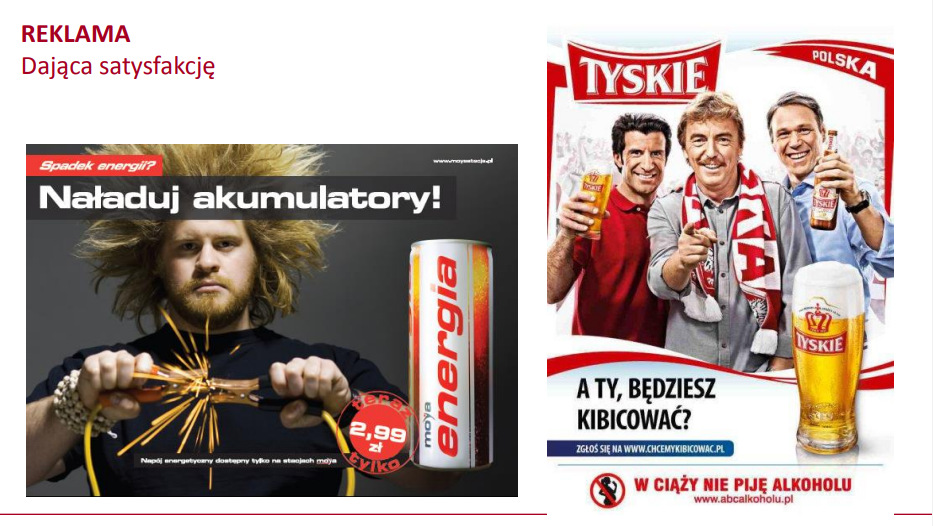 REKLAMA
Dająca satysfakcję
Spadek energii?
www.moyastacja.pl
Naładuj akumulatory!
moya energia
teraz
2,99
zł
tylko
Napój energetyczny dostępny tylko na stacjach moya
TYSKIE
POLSKA
TYSKIE
TYSKIE
KA
TYSKIE
A TY, BĘDZIESZ
KIBICOWAĆ?
ZGŁOŚ SIĘ NA WWW.CHCEMYKIBICOWAC.PL
W CIĄŻY NIE PIJĘ ALKOHOLU
www.abcalkoholu.pl